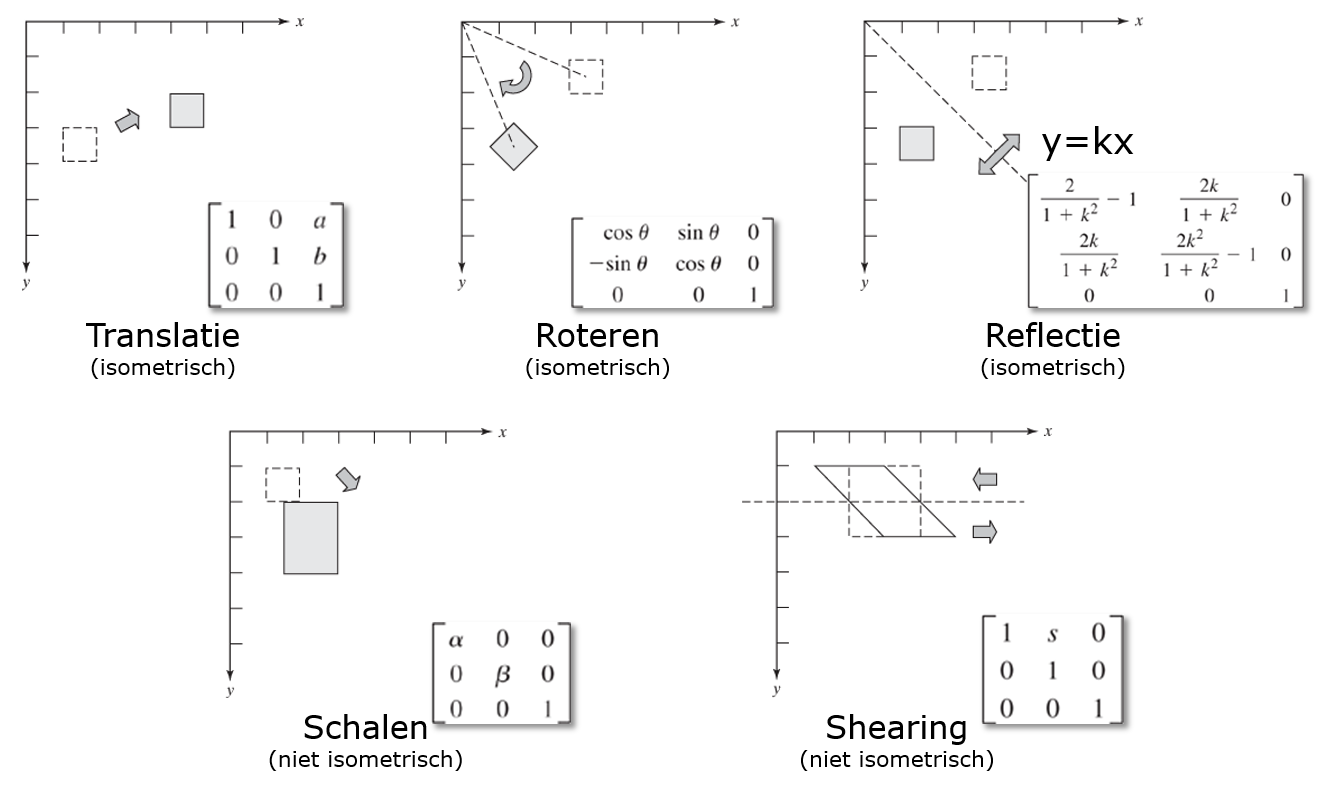 x
y
1 0 a
0 1 b
0 0 1
Translatie
(isometrisch)
x
y
cos θ sin θ 0
−sin θ cos θ 0
0 0 1
Roteren
(isometrisch)
x
y
y=kx
2/(1 + k²) − 1 2k/(1 + k²) 0
2k/(1 + k²) 2k²/(1 + k²) − 1 0
0 0 1
Reflectie
(isometrisch)
x
y
α 0 0
0 β 0
0 0 1
Schalen
(niet isometrisch)
x
y
1 s 0
0 1 0
0 0 1
Shearing
(niet isometrisch)